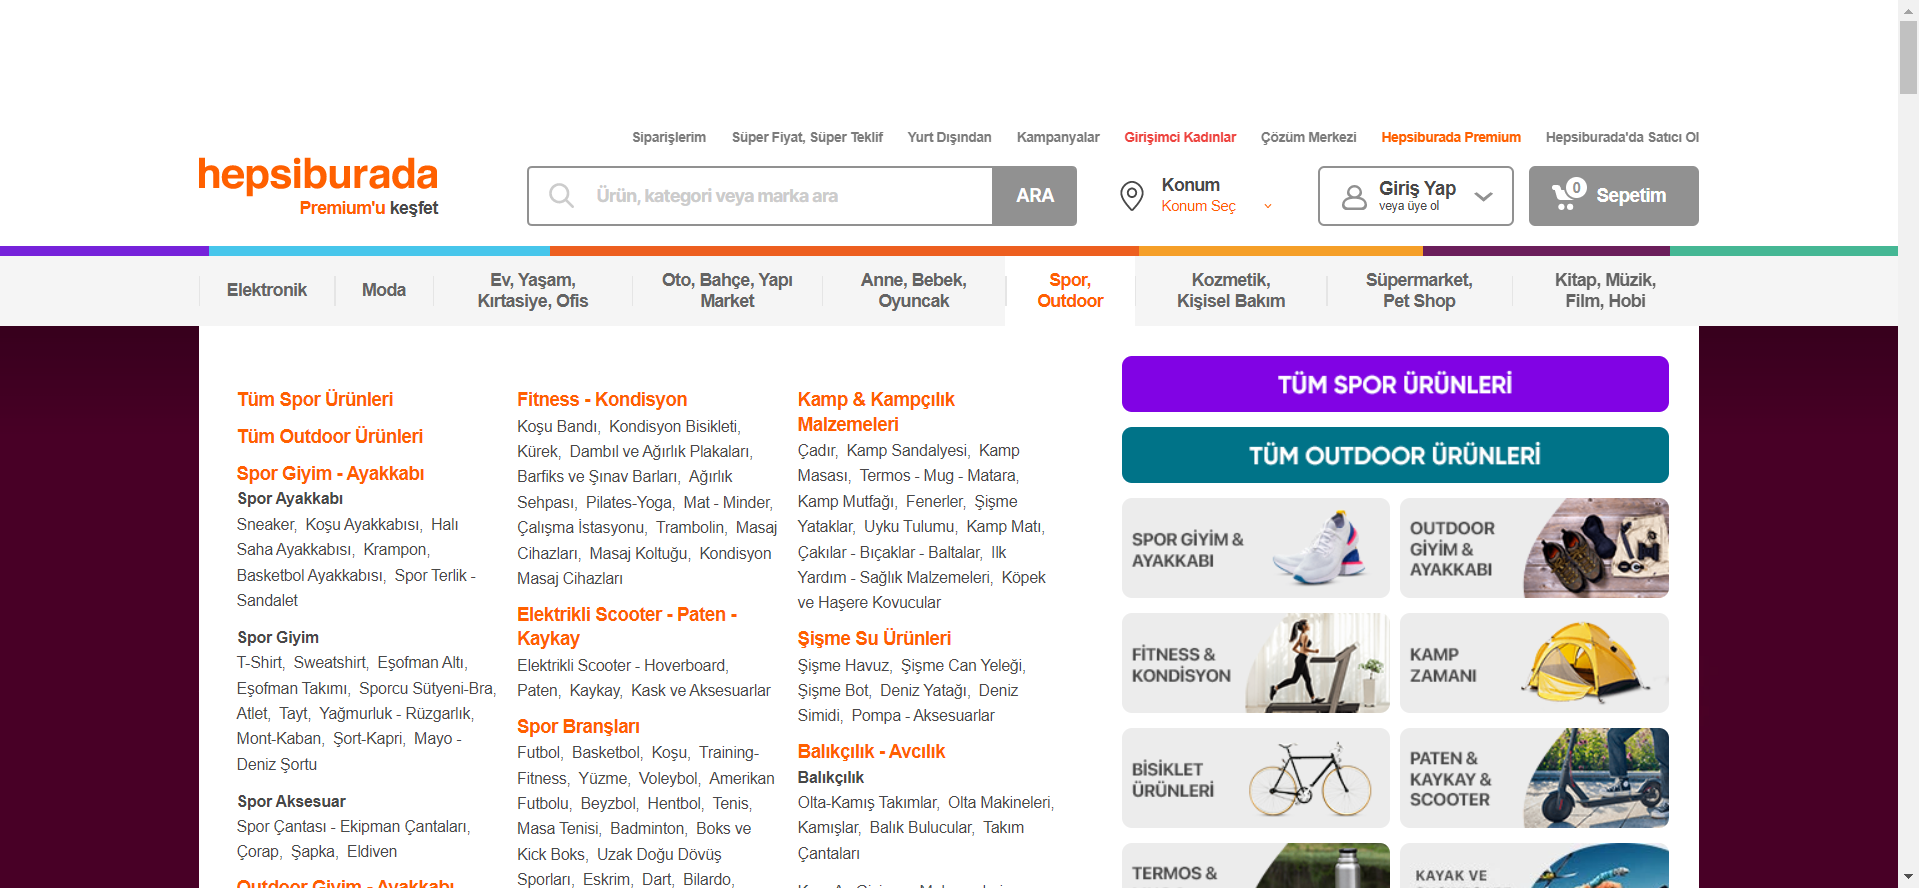 Siparişlerim Süper Fiyat, Süper Teklif Yurt Dışından Kampanyalar Girişimci Kadınlar Çözüm Merkezi Hepsiburada Premium Hepsiburada'da Satıcı Ol
hepsiburada
Premium'u keşfet
Ürün, kategori veya marka ara
ARA
Konum
Konum Seç
Giriş Yap
veya üye ol
0
Sepetim
Elektronik
Moda
Ev, Yaşam,
Kırtasiye, Ofis
Oto, Bahçe, Yapı
Market
Anne, Bebek,
Oyuncak
Spor,
Outdoor
Kozmetik,
Kişisel Bakım
Süpermarket,
Pet Shop
Kitap, Müzik,
Film, Hobi
Tüm Spor Ürünleri
Tüm Outdoor Ürünleri
Spor Giyim - Ayakkabı
Spor Ayakkabı
Sneaker, Koşu Ayakkabısı, Halı
Saha Ayakkabısı, Krampon,
Basketbol Ayakkabısı, Spor Terlik -
Sandalet
Spor Giyim
T-Shirt, Sweatshirt, Eşofman Altı,
Eşofman Takımı, Sporcu Sütyeni-Bra,
Atlet, Tayt, Yağmurluk - Rüzgarlık,
Mont-Kaban, Şort-Kapri, Mayo -
Deniz Şortu
Spor Aksesuar
Spor Çantası - Ekipman Çantaları,
Çorap, Şapka, Eldiven
Outdoor Giyim - Ayakkabı
Fitness - Kondisyon
Koşu Bandı, Kondisyon Bisikleti,
Kürek, Dambıl ve Ağırlık Plakaları,
Barfiks ve Şınav Barları, Ağırlık
Sehpası, Pilates-Yoga, Mat - Minder,
Çalışma İstasyonu, Trambolin, Masaj
Cihazları, Masaj Koltuğu, Kondisyon
Masaj Cihazları
Elektrikli Scooter - Paten -
Kaykay
Elektrikli Scooter - Hoverboard,
Paten, Kaykay, Kask ve Aksesuarlar
Spor Branşları
Futbol, Basketbol, Koşu, Training-
Fitness, Yüzme, Voleybol, Amerikan
Futbolu, Beyzbol, Hentbol, Tenis,
Masa Tenisi, Badminton, Boks ve
Kick Boks, Uzak Doğu Dövüş
Sporları, Eskrim, Dart, Bilardo,
Kamp & Kampçılık
Malzemeleri
Çadır, Kamp Sandalyesi, Kamp
Masası, Termos - Mug - Matara,
Kamp Mutfağı, Fenerler, Şişme
Yataklar, Uyku Tulumu, Kamp Matı,
Çakılar - Bıçaklar - Baltalar, Ilk
Yardım - Sağlık Malzemeleri, Köpek
ve Haşere Kovucular
Şişme Su Ürünleri
Şişme Havuz, Şişme Can Yeleği,
Şişme Bot, Deniz Yatağı, Deniz
Simidi, Pompa - Aksesuarlar
Balıkçılık - Avcılık
Balıkçılık
Olta-Kamış Takımlar, Olta Makineleri,
Kamışlar, Balık Bulucular, Takım
Çantaları
TÜM SPOR ÜRÜNLERİ
TÜM OUTDOOR ÜRÜNLERİ
SPOR GİYİM &
AYAKKABI
OUTDOOR
GİYİM &
AYAKKABI
FİTNESS &
KONDİSYON
KAMP
ZAMANI
BİSİKLET
ÜRÜNLERİ
PATEN &
KAYKAY &
SCOOTER
TERMOS &
KAYAK VE